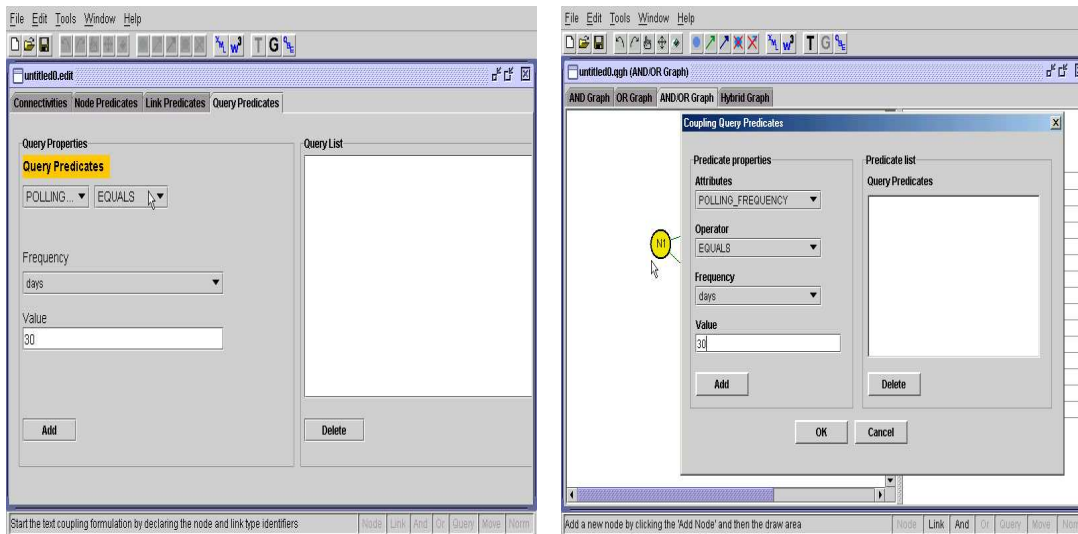 File Edit Tools Window Help
T G
untitled0.edit
Connectivities Node Predicates Link Predicates Query Predicates
Query Properties
Query Predicates
POLLING... EQUALS
Frequency
days
Value
30
Add
Query List
Delete
Start the text coupling formulation by declaring the node and link type identifiers
Node Link And Or Query Move Norm
File Edit Tools Window Help
T G
untitled0.qgh (AND/OR Graph)
AND Graph OR Graph AND/OR Graph Hybrid Graph
N1
Coupling Query Predicates
Predicate properties
Attributes
POLLING_FREQUENCY
Operator
EQUALS
Frequency
days
Value
30
Add
Predicate list
Query Predicates
Delete
OK Cancel
Add a new node by clicking the 'Add Node' and then the draw area
Node Link And Or Query Move